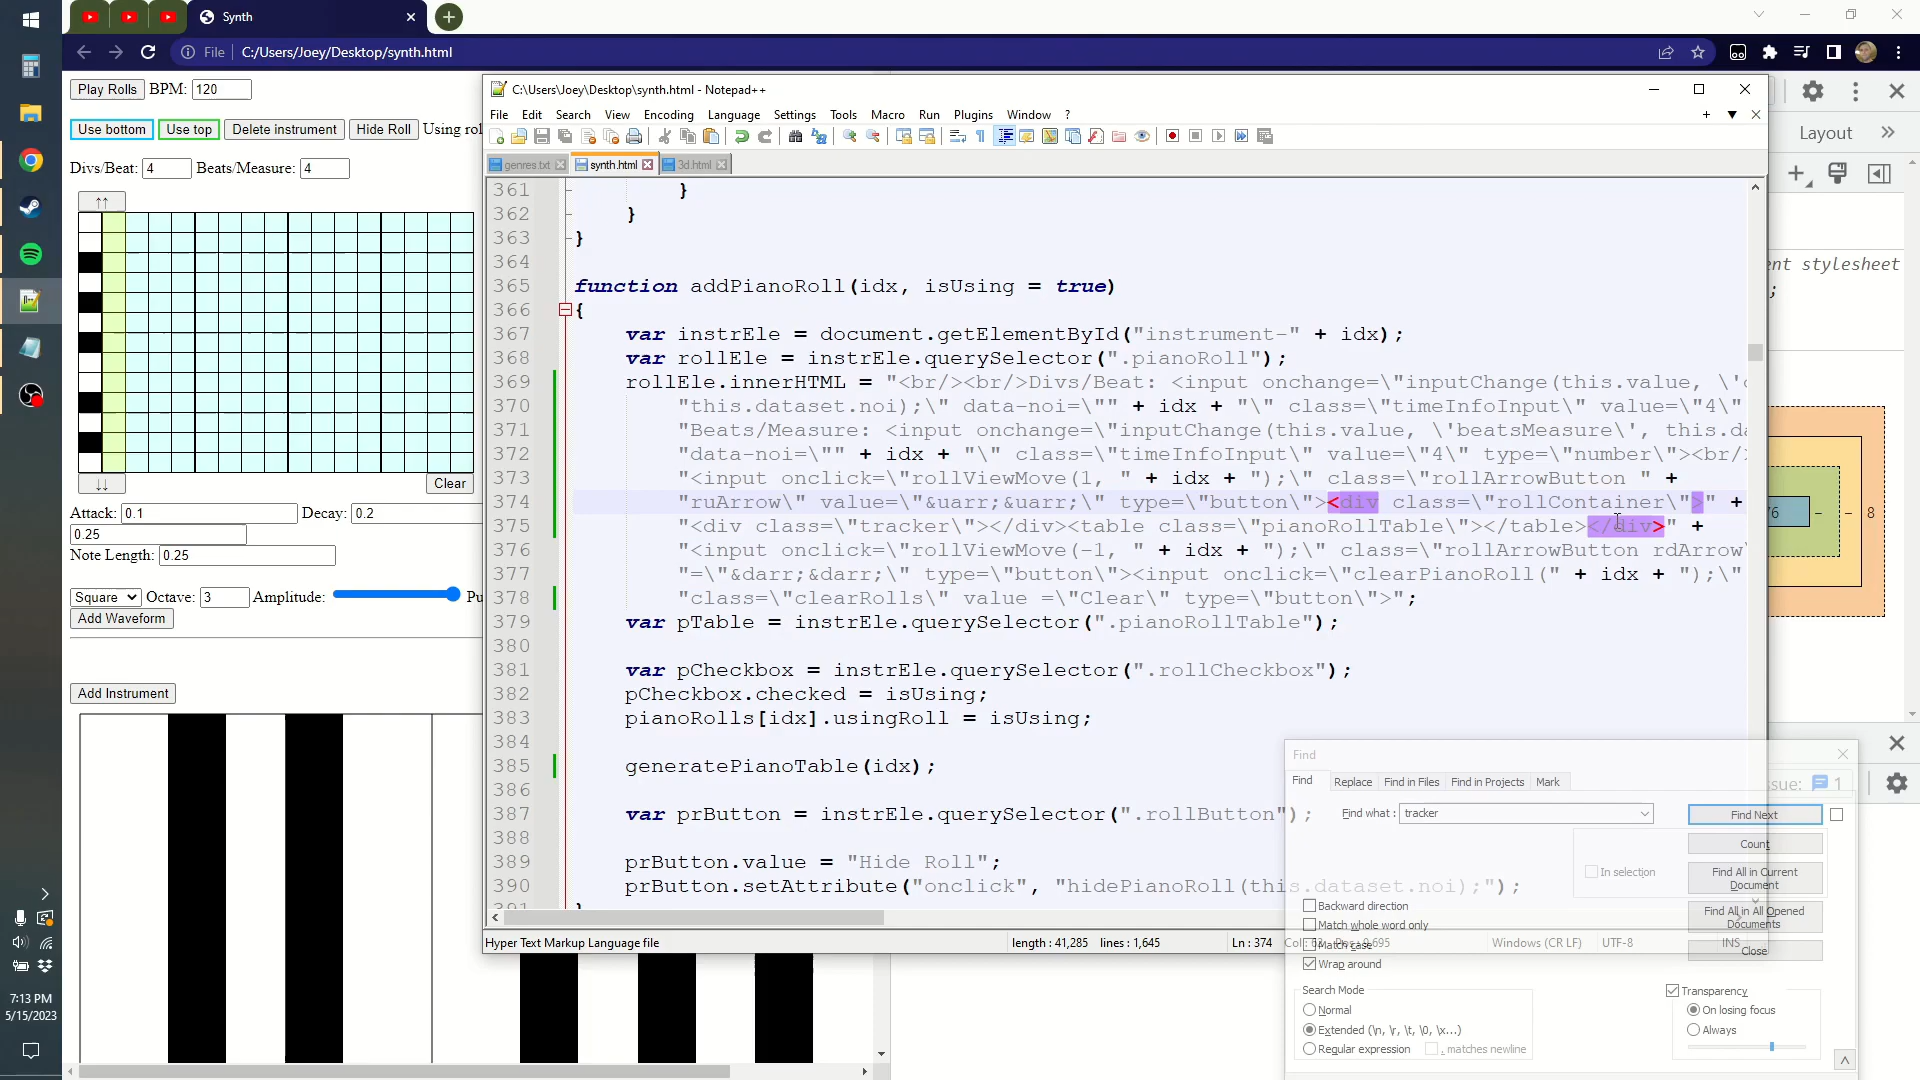 Synth
File C:/Users/Joey/Desktop/synth.html
Play Rolls BPM: 120
Use bottom Use top Delete instrument Hide Roll
Divs/Beat: 4 Beats/Measure: 4
↑↑
↓↓ Clear
Attack: 0.1 Decay: 0.2
0.25
Note Length: 0.25
Square Octave: 3 Amplitude:
Add Waveform
Add Instrument
C:\Users\Joey\Desktop\synth.html - Notepad++
File Edit Search View Encoding Language Settings Tools Macro Run Plugins Window ?
genres.txt synth.html 3d.html
361 }
362 }
363 }
364
365 function addPianoRoll(idx, isUsing = true)
366 {
367 var instrEle = document.getElementById("instrument-" + idx);
368 var rollEle = instrEle.querySelector(".pianoRoll");
369 rollEle.innerHTML = "<br/><br/>Divs/Beat: <input onchange=\"inputChange(this.value, \'
370 "this.dataset.noi);\" data-noi=\"" + idx + "\" class=\"timeInfoInput\" value=\"4\"
371 "Beats/Measure: <input onchange=\"inputChange(this.value, \'beatsMeasure\', this.da
372 "data-noi=\"" + idx + "\" class=\"timeInfoInput\" value=\"4\" type=\"number\"><br/
373 "<input onclick=\"rollViewMove(1, " + idx + ");\" class=\"rollArrowButton " +
374 "ruArrow\" value=\"&uarr;&uarr;\" type=\"button\"><div class=\"rollContainer\">" +
375 "<div class=\"tracker\"></div><table class=\"pianoRollTable\"></table></div>" +
376 "<input onclick=\"rollViewMove(-1, " + idx + ");\" class=\"rollArrowButton rdArrow\
377 "=\"&darr;&darr;\" type=\"button\"><input onclick=\"clearPianoRoll(" + idx + ");\"
378 "class=\"clearRolls\" value =\"Clear\" type=\"button\">";
379 var pTable = instrEle.querySelector(".pianoRollTable");
380
381 var pCheckbox = instrEle.querySelector(".rollCheckbox");
382 pCheckbox.checked = isUsing;
383 pianoRolls[idx].usingRoll = isUsing;
384
385 generatePianoTable(idx);
386
387 var prButton = instrEle.querySelector(".rollButton");
388
389 prButton.value = "Hide Roll";
390 prButton.setAttribute("onclick", "hidePianoRoll(this.dataset.noi);");
Hyper Text Markup Language file length : 41,285 lines : 1,645 Ln : 374 Windows (CR LF) UTF-8 INS
Find
Find Replace Find in Files Find in Projects Mark
Find what : tracker Find Next
Count
In selection
Find All in Current
Document
Backward direction
Find All in All Opened
Documents
Match whole word only
Match case
Close
Wrap around
Search Mode
Normal
Extended (\n, \r, \t, \0, \x...)
Regular expression . matches newline
Transparency
On losing focus
Always
Layout
stylesheet
8
1
7:13 PM
5/15/2023